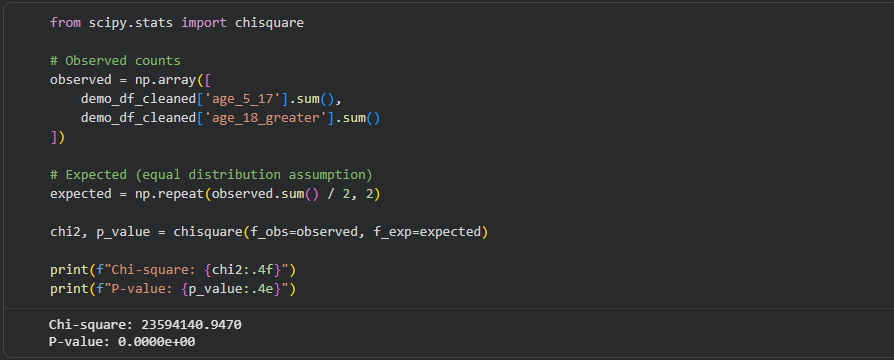 from scipy.stats import chisquare
# Observed counts
observed = np.array([
    demo_df_cleaned['age_5_17'].sum(),
    demo_df_cleaned['age_18_greater'].sum()
])
# Expected (equal distribution assumption)
expected = np.repeat(observed.sum() / 2, 2)
chi2, p_value = chisquare(f_obs=observed, f_exp=expected)
print(f"Chi-square: {chi2:.4f}")
print(f"P-value: {p_value:.4e}")
Chi-square: 23594140.9470
P-value: 0.0000e+00